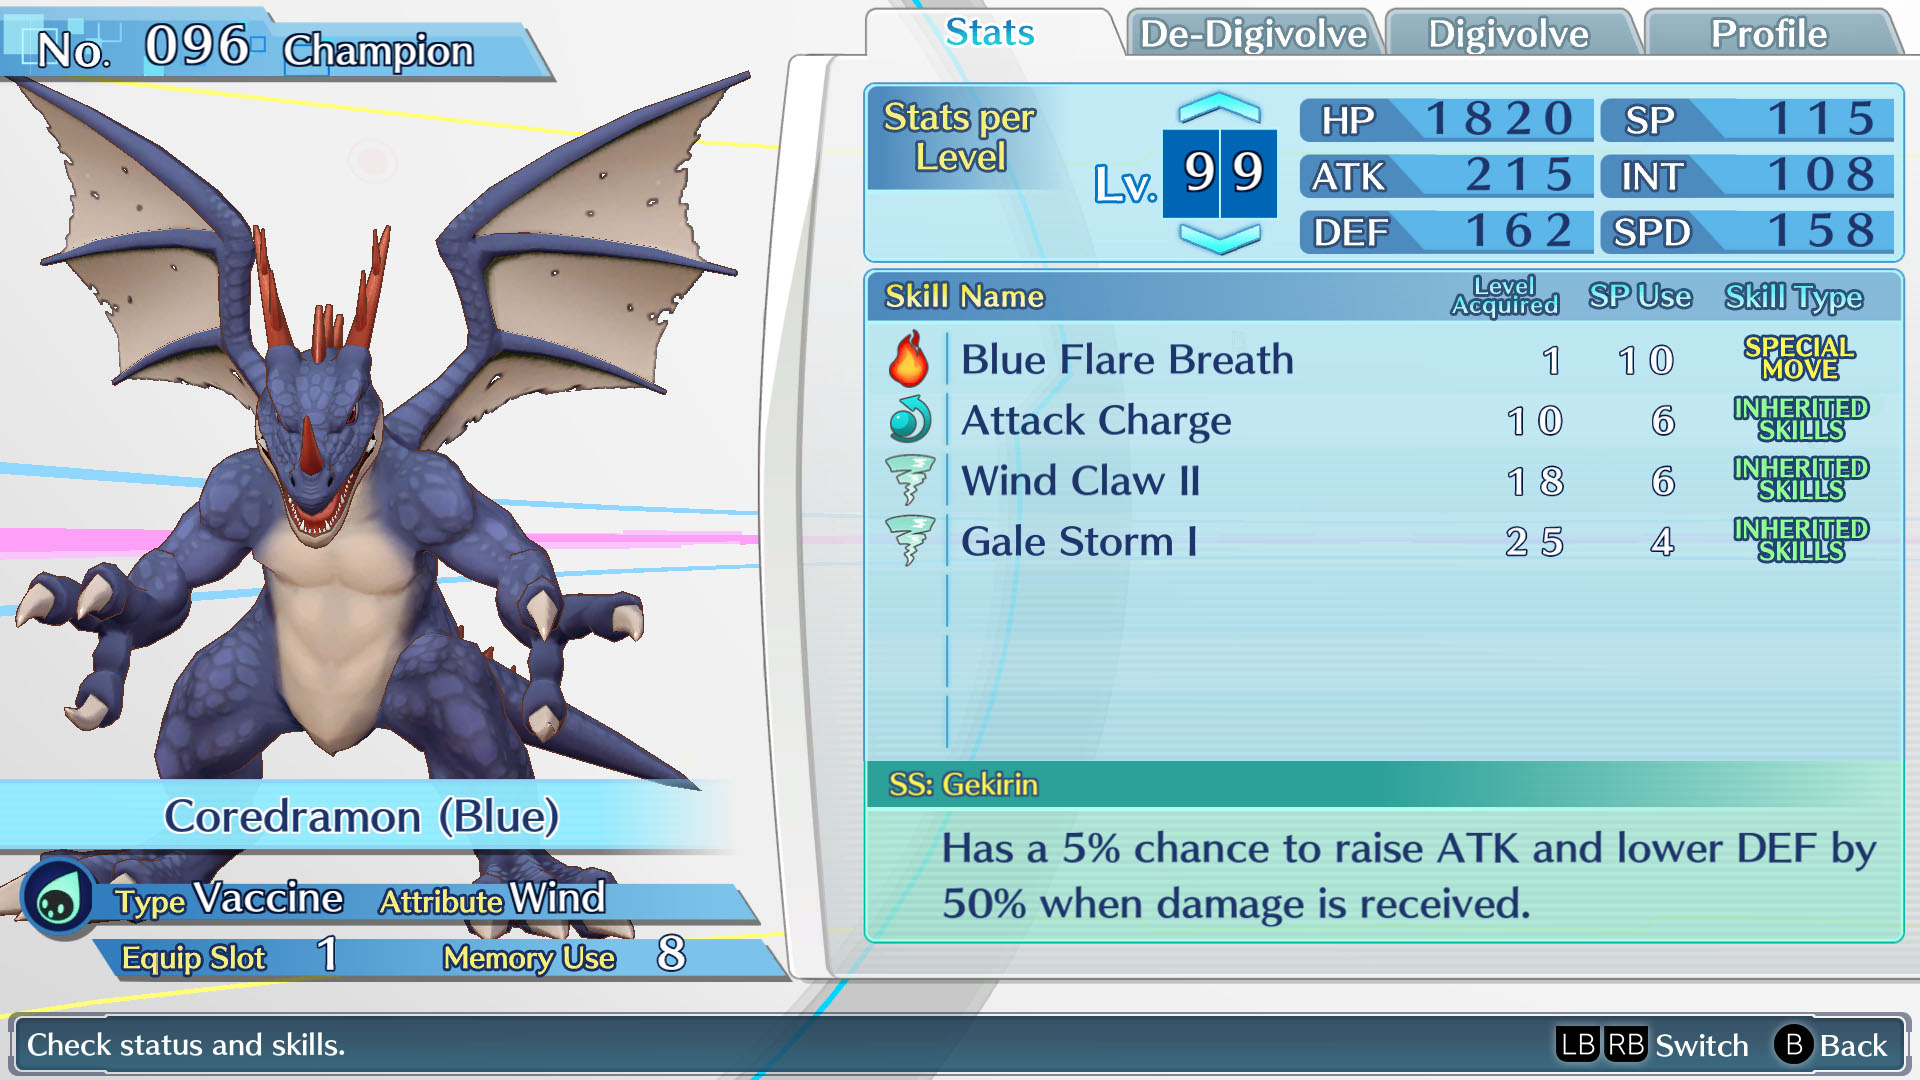 No. 096 Champion
Stats
De-Digivolve
Digivolve
Profile
Stats per
Level
Lv. 99
HP 1820
SP 115
ATK 215
INT 108
DEF 162
SPD 158
Skill Name
Level
Acquired
SP Use
Skill Type
Blue Flare Breath 1 10 SPECIAL
MOVE
Attack Charge 10 6 INHERITED
SKILLS
Wind Claw II 18 6 INHERITED
SKILLS
Gale Storm I 25 4 INHERITED
SKILLS
SS: Gekirin
Has a 5% chance to raise ATK and lower DEF by
50% when damage is received.
Coredramon (Blue)
Type Vaccine Attribute Wind
Equip Slot 1 Memory Use 8
Check status and skills.
LB RB Switch B Back